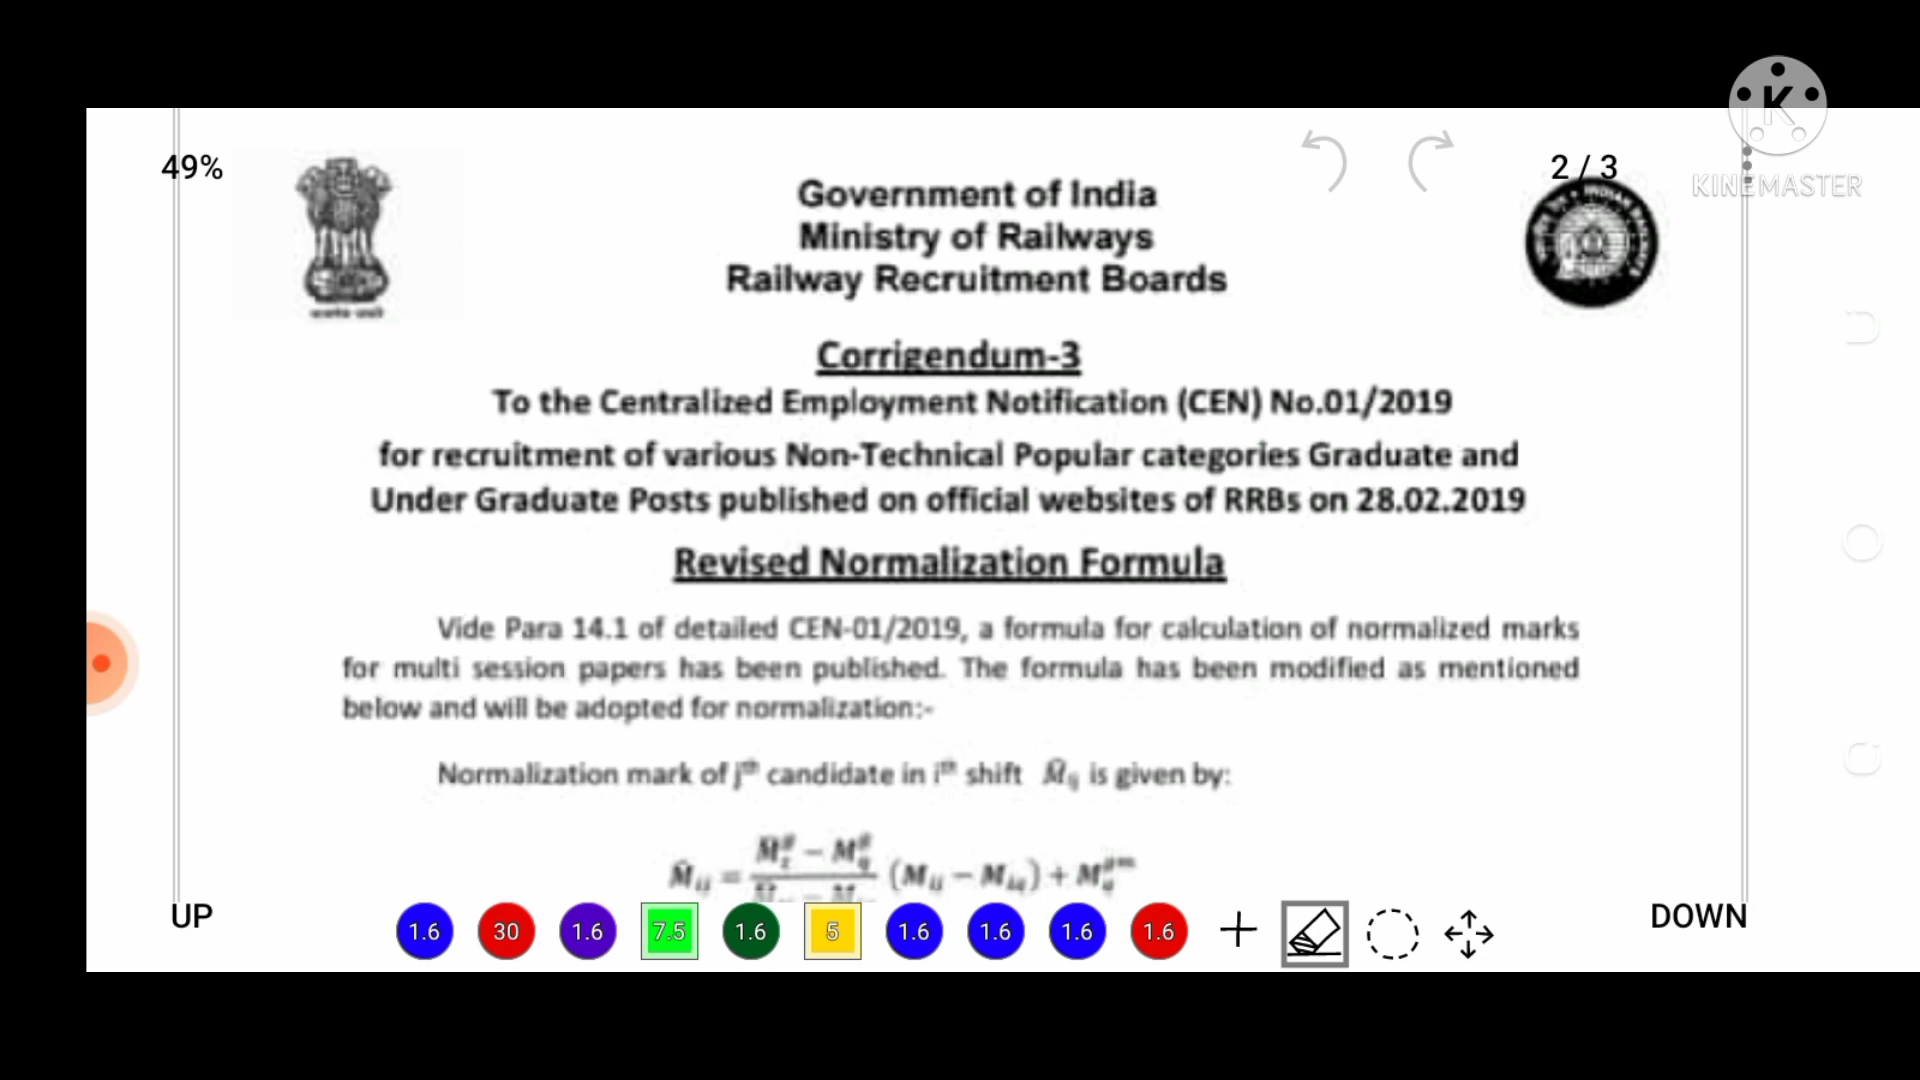 49%
2 / 3
KINEMASTER
Government of India
Ministry of Railways
Railway Recruitment Boards
Corrigendum-3
To the Centralized Employment Notification (CEN) No.01/2019
for recruitment of various Non-Technical Popular categories Graduate and
Under Graduate Posts published on official websites of RRBs on 28.02.2019
Revised Normalization Formula
Vide Para 14.1 of detailed CEN-01/2019, a formula for calculation of normalized marks
for multi session papers has been published. The formula has been modified as mentioned
below and will be adopted for normalization:-
Normalization mark of jᵗʰ candidate in iᵗʰ shift M̂ij is given by:
UP
1.6 30 1.6 7.5 1.6 5 1.6 1.6 1.6 1.6
DOWN